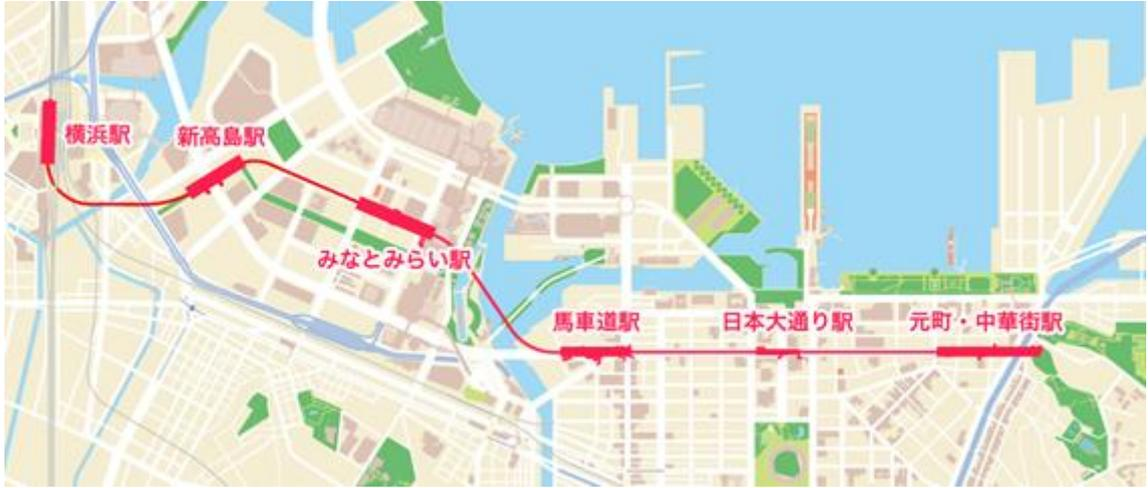 横浜駅
新高島駅
みなとみらい駅
馬車道駅
日本大通り駅
元町・中華街駅